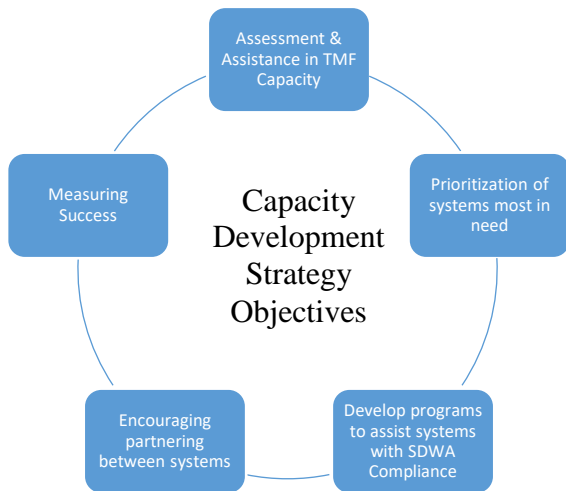 Assessment &
Assistance in TMF
Capacity
Prioritization of
systems most in
need
Develop programs
to assist systems
with SDWA
Compliance
Encouraging
partnering
between systems
Measuring
Success
Capacity
Development
Strategy
Objectives